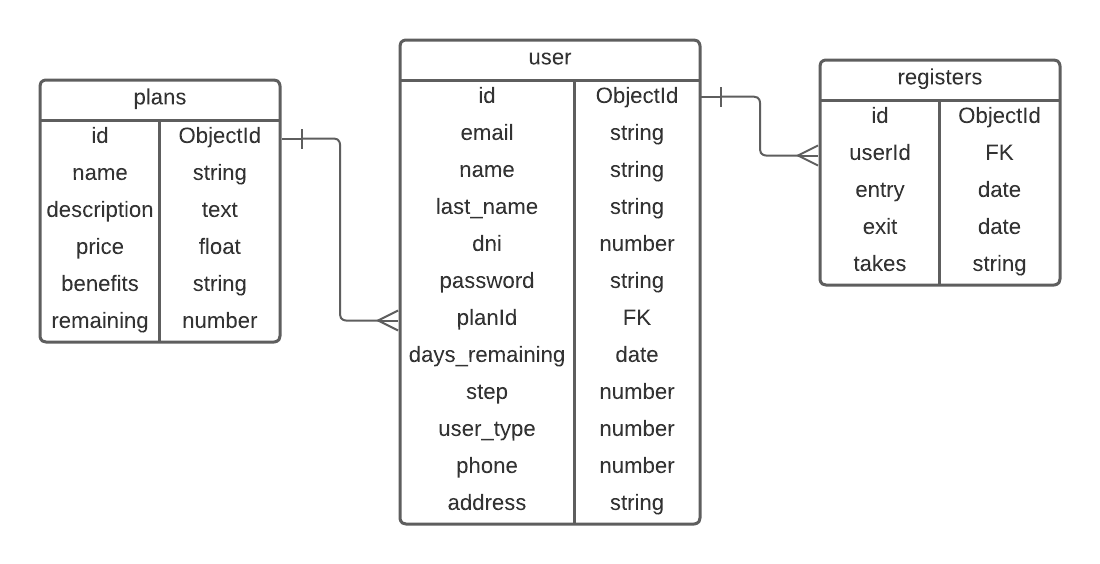 plans
id ObjectId
name string
description text
price float
benefits string
remaining number
user
id ObjectId
email string
name string
last_name string
dni number
password string
planId FK
days_remaining date
step number
user_type number
phone number
address string
registers
id ObjectId
userId FK
entry date
exit date
takes string